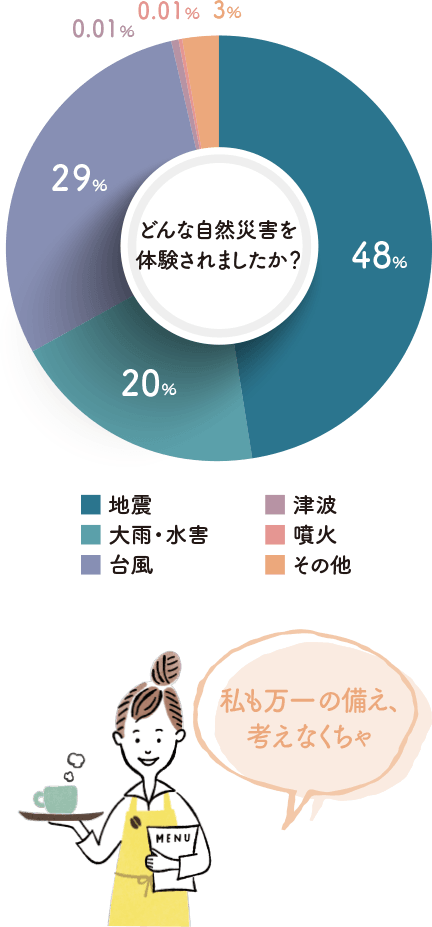 0.01%
0.01%
3%
29%
48%
20%
どんな自然災害を
体験されましたか？
地震
大雨・水害
台風
津波
噴火
その他
私も万一の備え、
考えなくちゃ
MENU